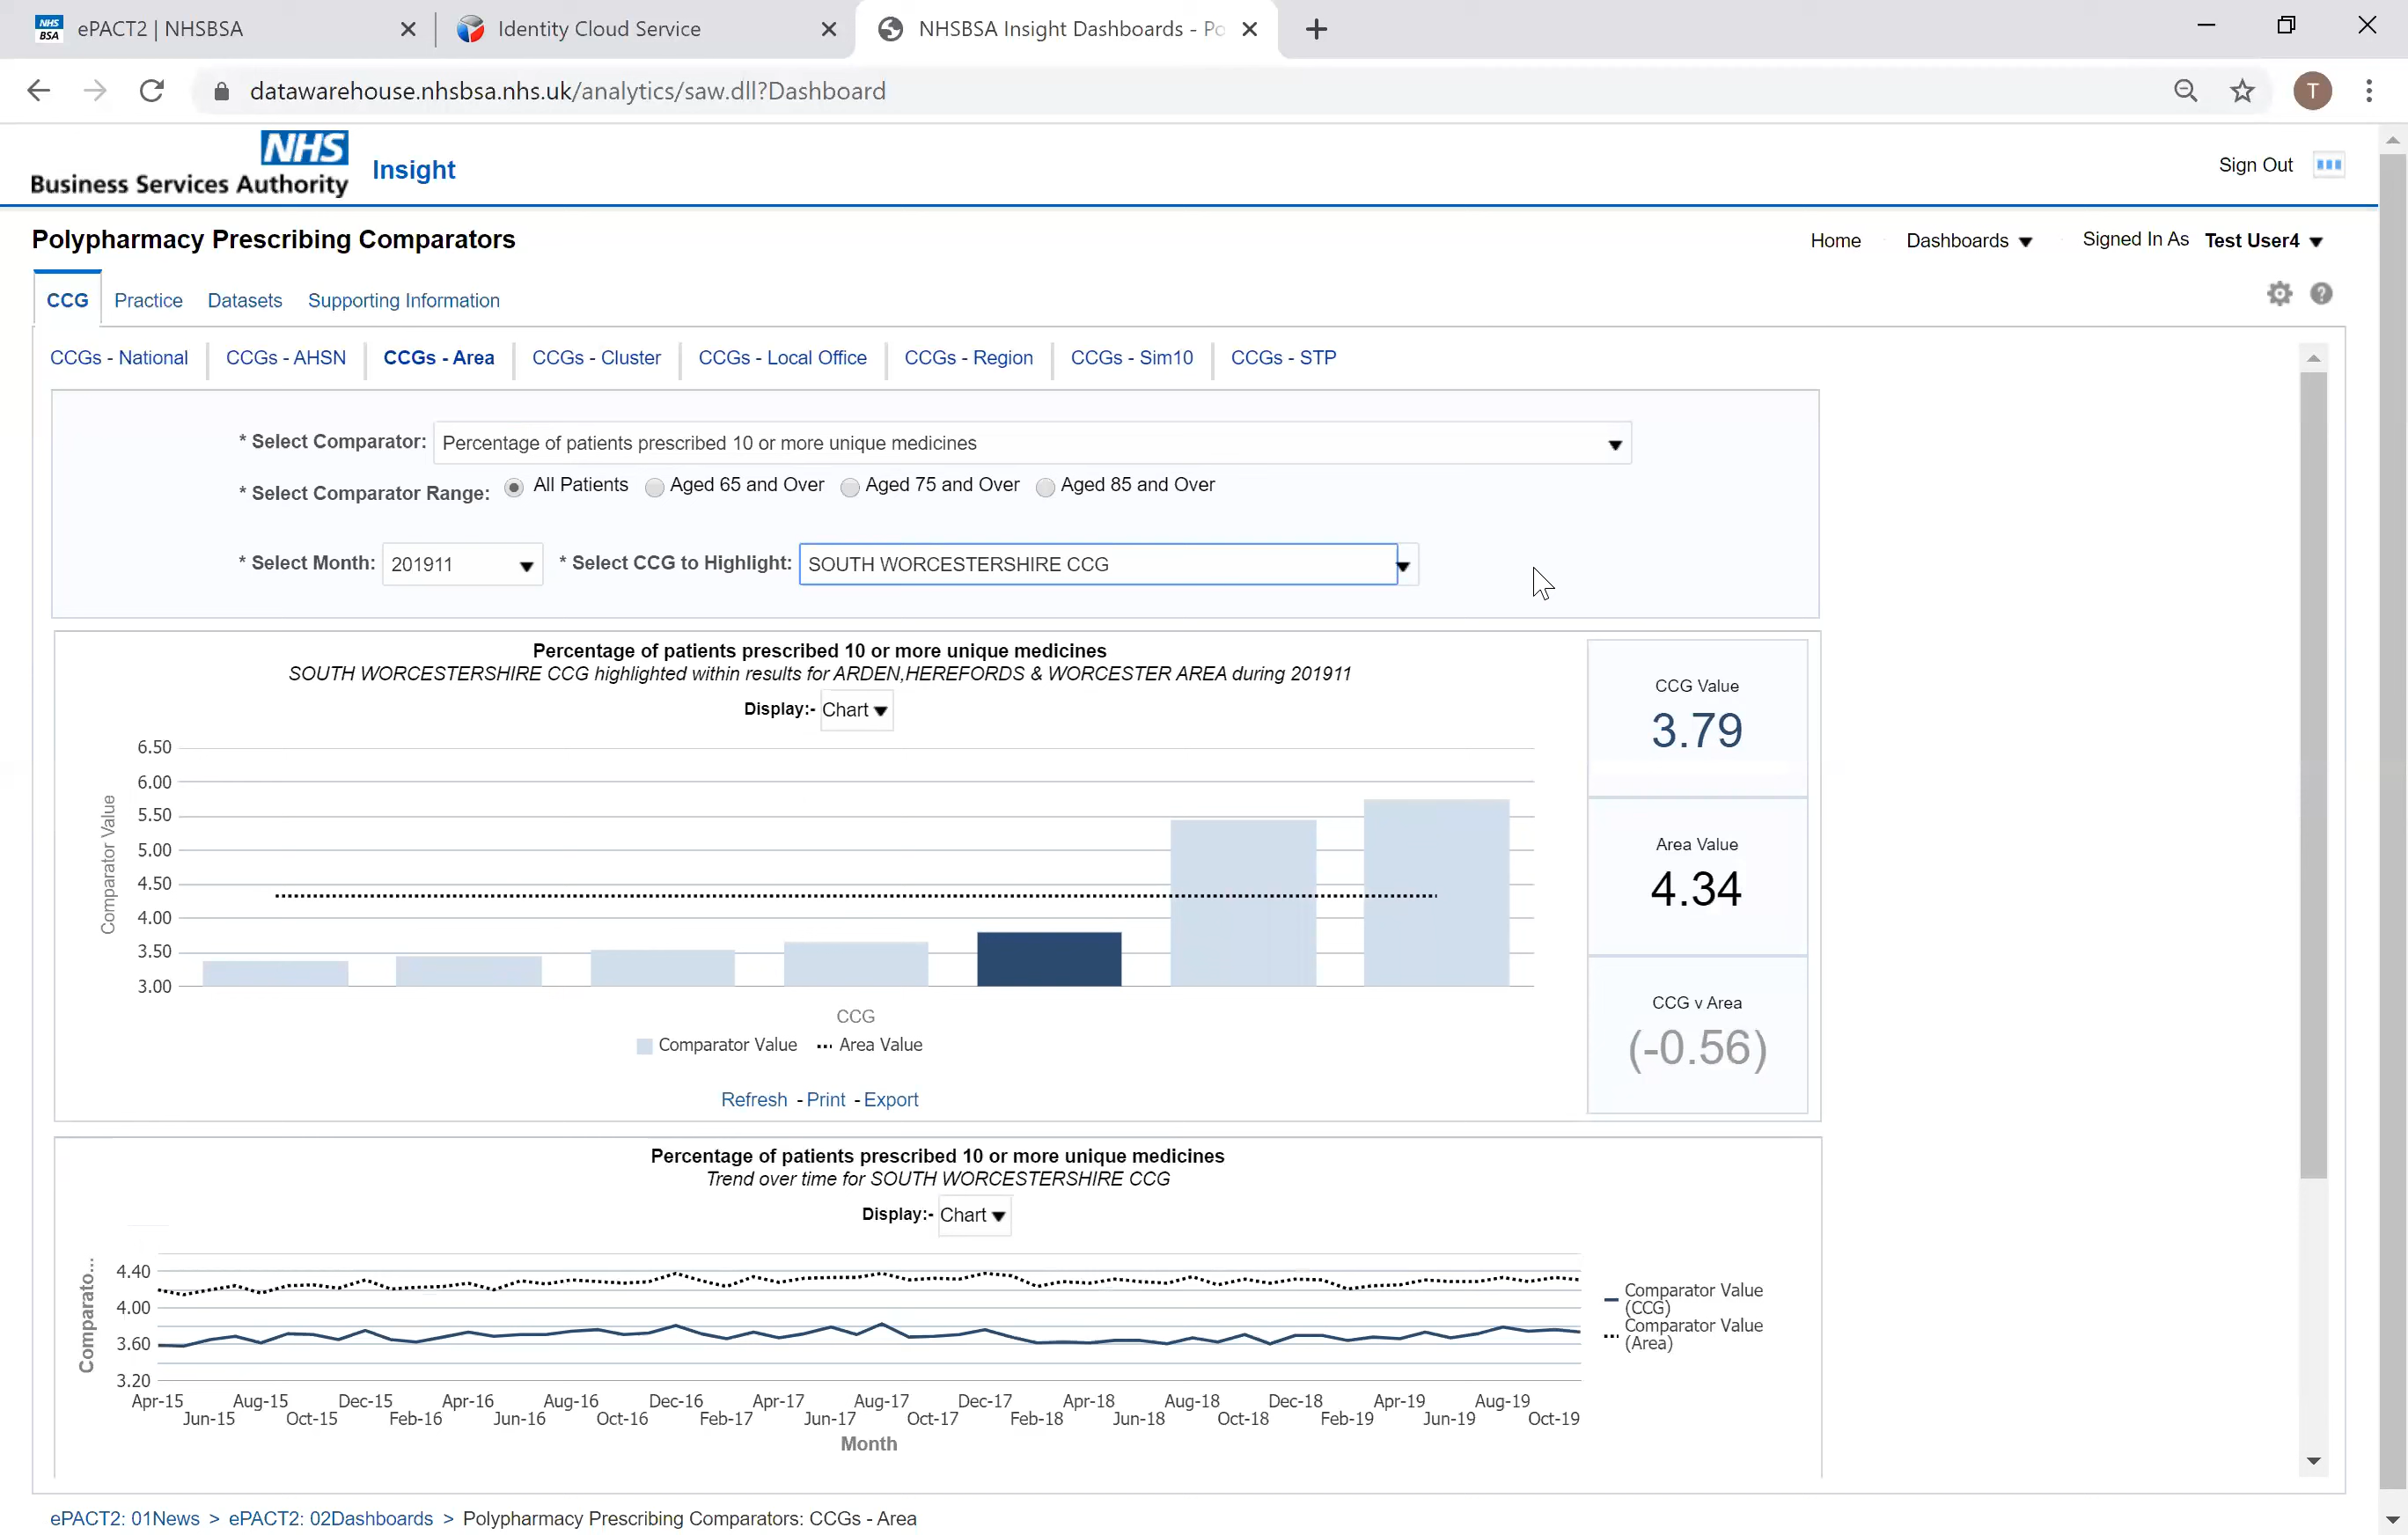 NHS BSA ePACT2 | NHSBSA
Identity Cloud Service
NHSBSA Insight Dashboards - Po
datawarehouse.nhsbsa.nhs.uk/analytics/saw.dll?Dashboard
T
NHS
Business Services Authority
Insight
Sign Out
Polypharmacy Prescribing Comparators
Home Dashboards Signed In As Test User4
CCG Practice Datasets Supporting Information
CCGs - National CCGs - AHSN CCGs - Area CCGs - Cluster CCGs - Local Office CCGs - Region CCGs - Sim10 CCGs - STP
* Select Comparator: Percentage of patients prescribed 10 or more unique medicines
* Select Comparator Range: All Patients Aged 65 and Over Aged 75 and Over Aged 85 and Over
* Select Month: 201911 * Select CCG to Highlight: SOUTH WORCESTERSHIRE CCG
Percentage of patients prescribed 10 or more unique medicines
SOUTH WORCESTERSHIRE CCG highlighted within results for ARDEN,HEREFORDS & WORCESTER AREA during 201911
Display:- Chart
Comparator Value
6.50
6.00
5.50
5.00
4.50
4.00
3.50
3.00
CCG
Comparator Value Area Value
Refresh - Print - Export
CCG Value
3.79
Area Value
4.34
CCG v Area
(-0.56)
Percentage of patients prescribed 10 or more unique medicines
Trend over time for SOUTH WORCESTERSHIRE CCG
Display:- Chart
Comparato...
4.40
4.00
3.60
3.20
Apr-15 Aug-15 Dec-15 Apr-16 Aug-16 Dec-16 Apr-17 Aug-17 Dec-17 Apr-18 Aug-18 Dec-18 Apr-19 Aug-19
Jun-15 Oct-15 Feb-16 Jun-16 Oct-16 Feb-17 Jun-17 Oct-17 Feb-18 Jun-18 Oct-18 Feb-19 Jun-19 Oct-19
Month
Comparator Value
(CCG)
Comparator Value
(Area)
ePACT2: 01News > ePACT2: 02Dashboards > Polypharmacy Prescribing Comparators: CCGs - Area